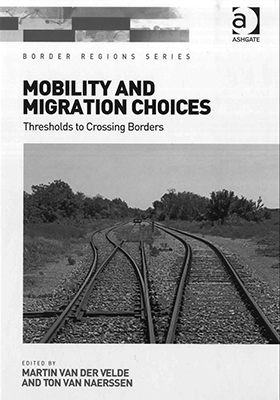 a
ASHGATE
BORDER REGIONS SERIES
MOBILITY AND
MIGRATION CHOICES
Thresholds to Crossing Borders
EDITED BY
MARTIN VAN DER VELDE
AND TON VAN NAERSSEN